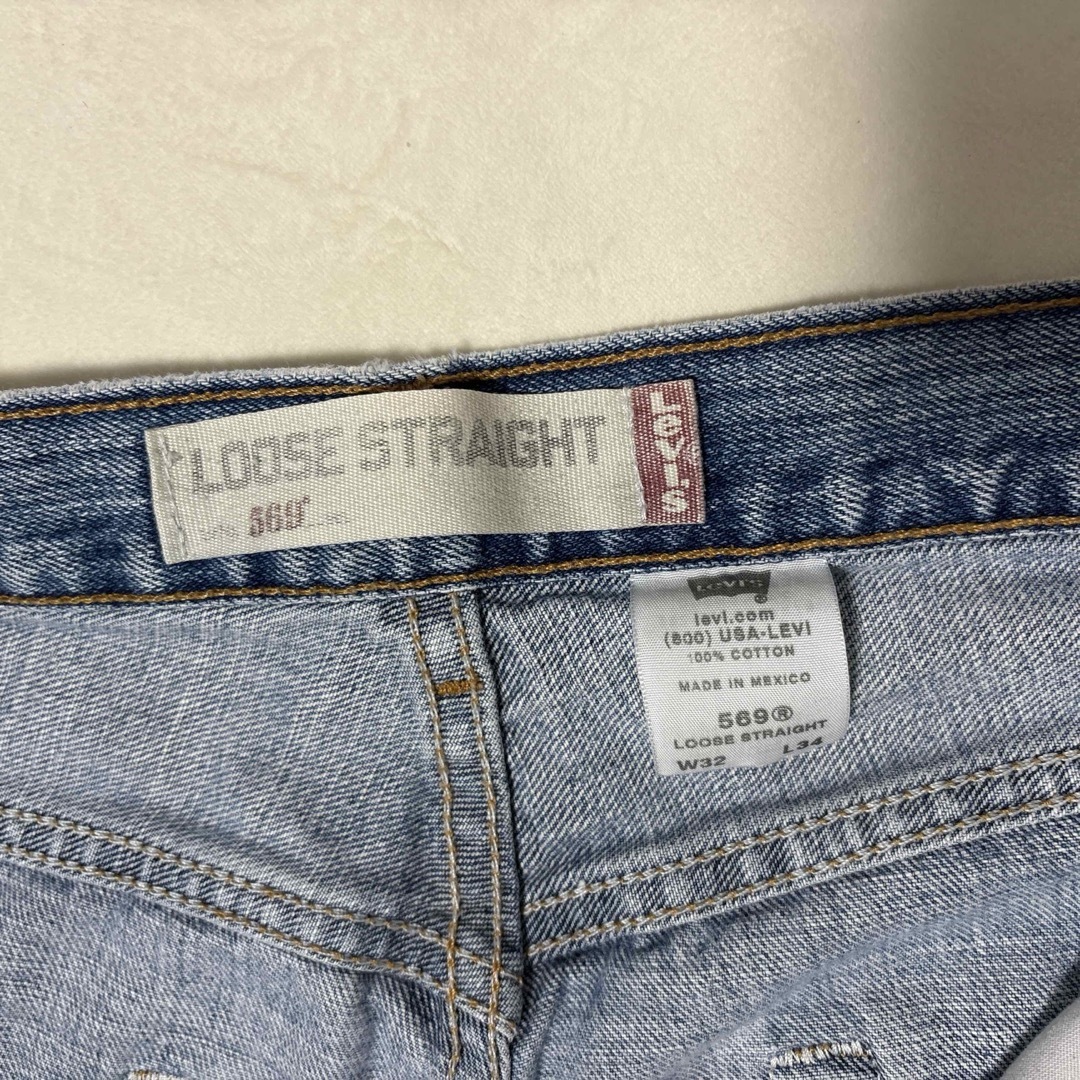 LOOSE STRAIGHT
569
LEVI'S
LEVI'S
levi.com
(800) USA-LEVI
100% COTTON
MADE IN MEXICO
569®
LOOSE STRAIGHT
W32 L34